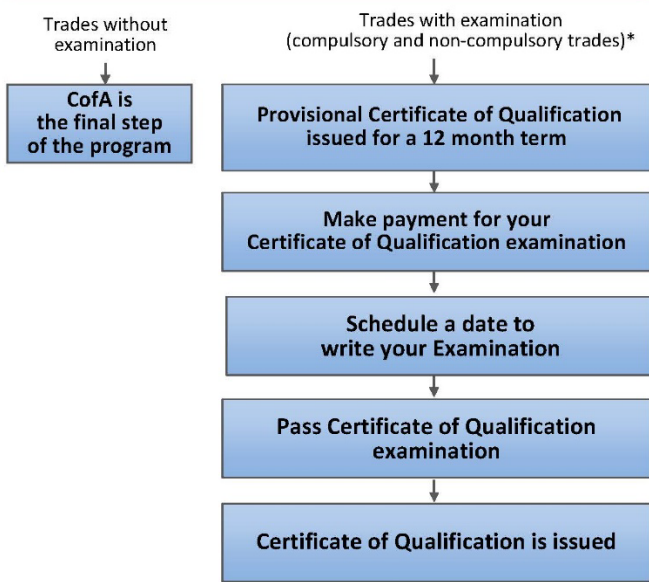 Trades without
examination
CofA is
the final step
of the program
Trades with examination
(compulsory and non-compulsory trades)*
Provisional Certificate of Qualification
issued for a 12 month term
Make payment for your
Certificate of Qualification examination
Schedule a date to
write your Examination
Pass Certificate of Qualification
examination
Certificate of Qualification is issued